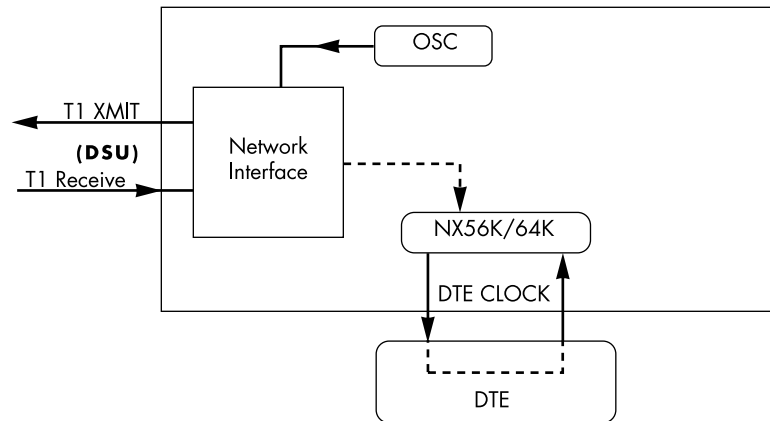 OSC
T1 XMIT
(DSU)
T1 Receive
Network
Interface
NX56K/64K
DTE CLOCK
DTE